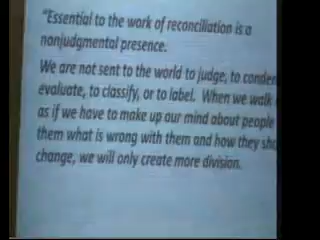 "Essential to the work of reconciliation is a
nonjudgmental presence.
We are not sent to the world to judge, to conden
evaluate, to classify, or to label. When we walk
as if we have to make up our mind about people
them what is wrong with them and how they sho
change, we will only create more division.